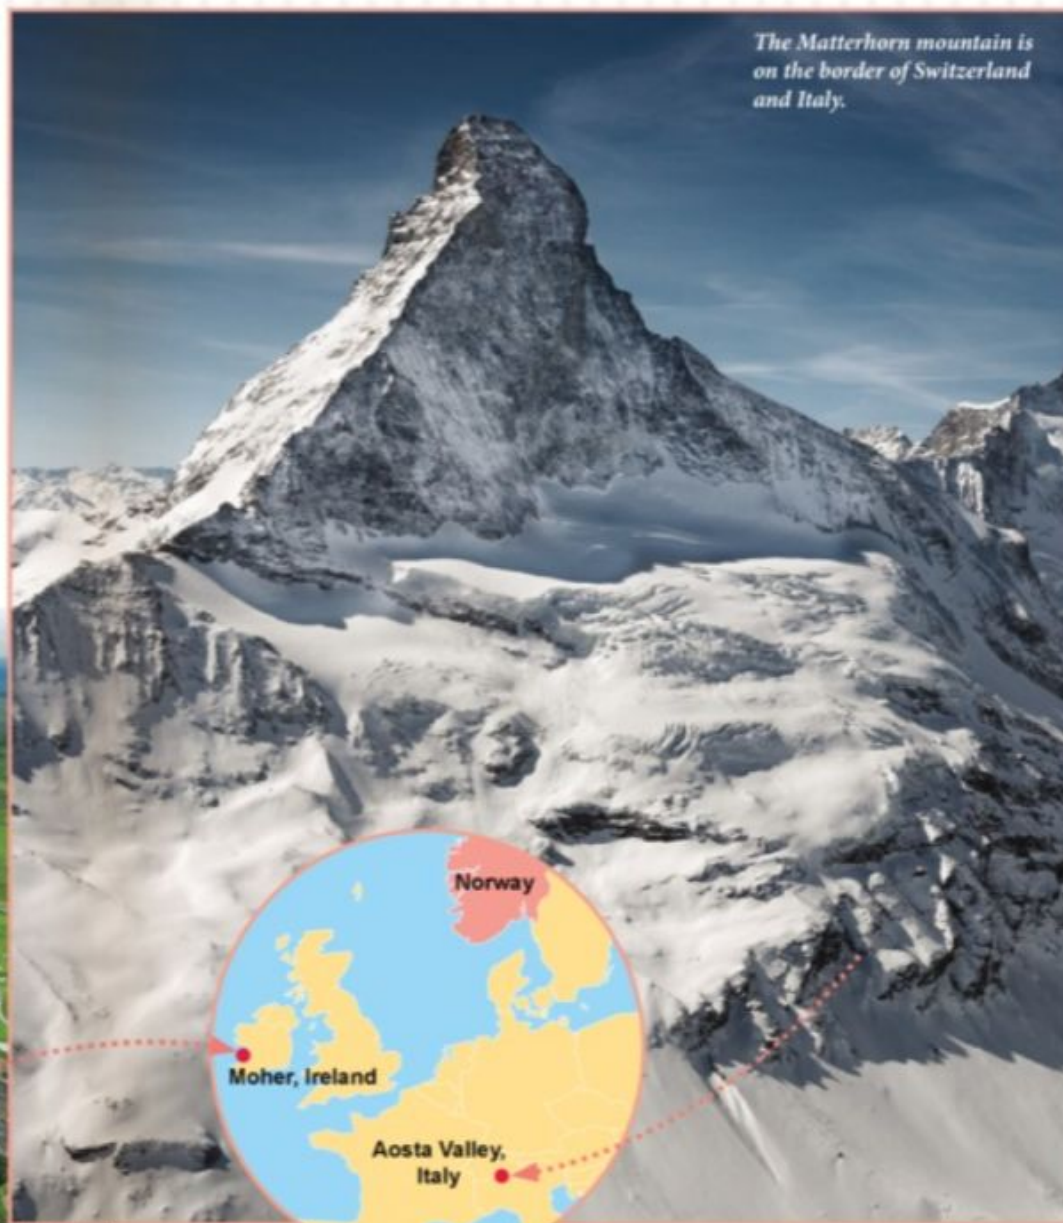 The Matterhorn mountain is
on the border of Switzerland
and Italy.
Norway
Moher, Ireland
Aosta Valley,
Italy